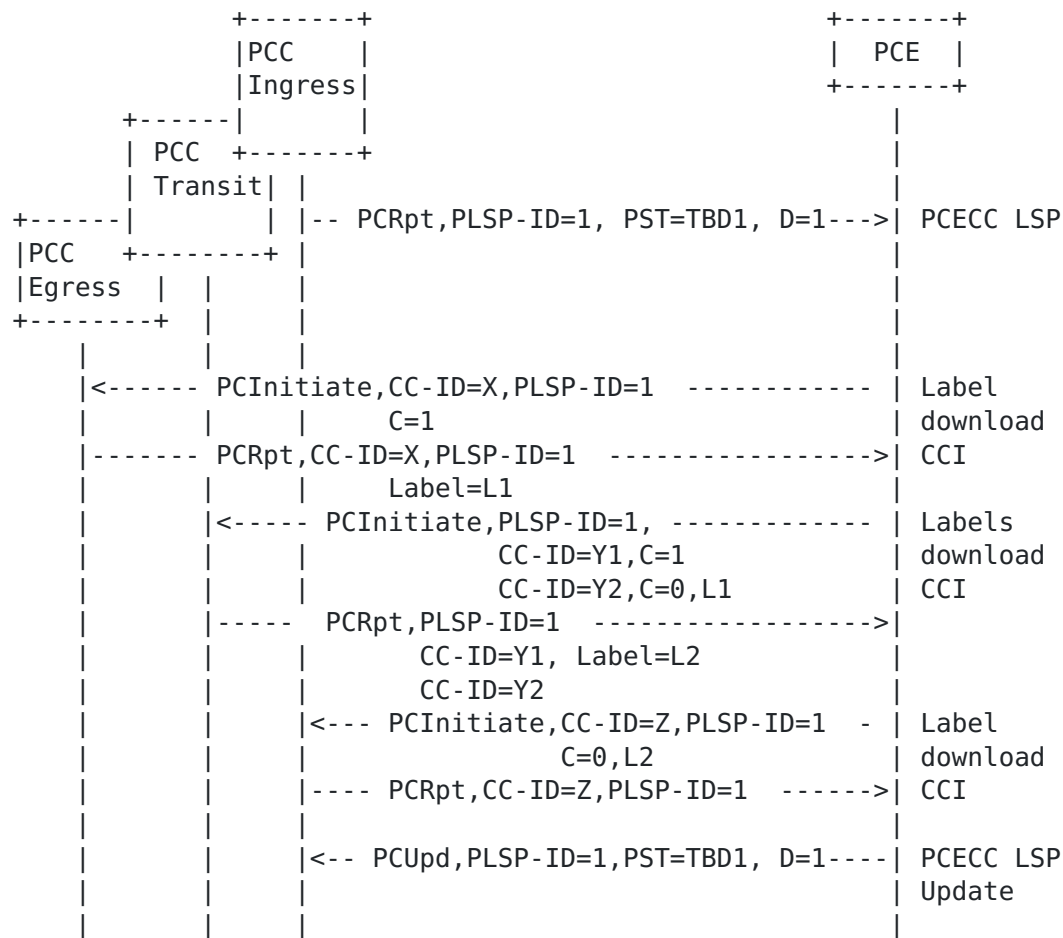 +-------+                           +-------+
|PCC    |                           |  PCE  |
|Ingress|                           +-------+
+------|       |                               |
| PCC  +-------+                               |
| Transit| |                                   |
+------|        | |-- PCRpt,PLSP-ID=1, PST=TBD1, D=1--->| PCECC LSP
|PCC   +--------+ |                                   |
|Egress  | |      |                                   |
+--------+ |      |                                   |
|       |     |                                   |
|<------ PCInitiate,CC-ID=X,PLSP-ID=1  ------------ | Label
|       |     |     C=1                           | download
|------- PCRpt,CC-ID=X,PLSP-ID=1  ----------------->| CCI
|       |     |     Label=L1                      |
|       |<----- PCInitiate,PLSP-ID=1, ------------- | Labels
|       |     |           CC-ID=Y1,C=1            | download
|       |     |           CC-ID=Y2,C=0,L1         | CCI
|       |-----  PCRpt,PLSP-ID=1  ------------------>|
|       |     |       CC-ID=Y1, Label=L2          |
|       |     |       CC-ID=Y2                    |
|       |     |<--- PCInitiate,CC-ID=Z,PLSP-ID=1  - | Label
|       |     |               C=0,L2              | download
|       |     |---- PCRpt,CC-ID=Z,PLSP-ID=1  ------>| CCI
|       |     |                                   |
|       |     |<-- PCUpd,PLSP-ID=1,PST=TBD1, D=1----| PCECC LSP
|       |     |                                   | Update
|       |     |                                   |